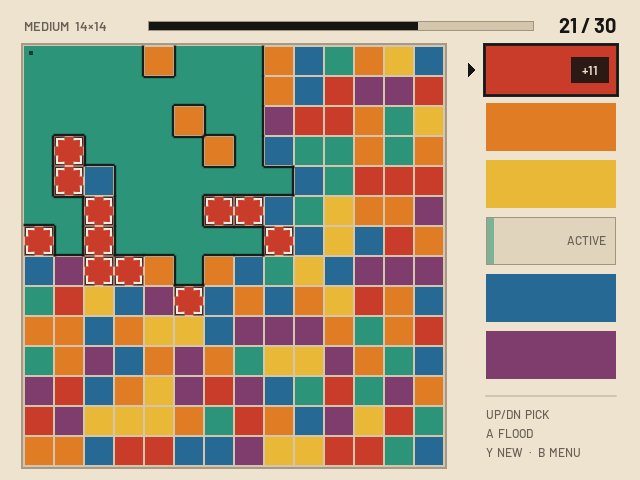 MEDIUM 14×14
21 / 30
+11
ACTIVE
UP/DN PICK
A FLOOD
Y NEW · B MENU